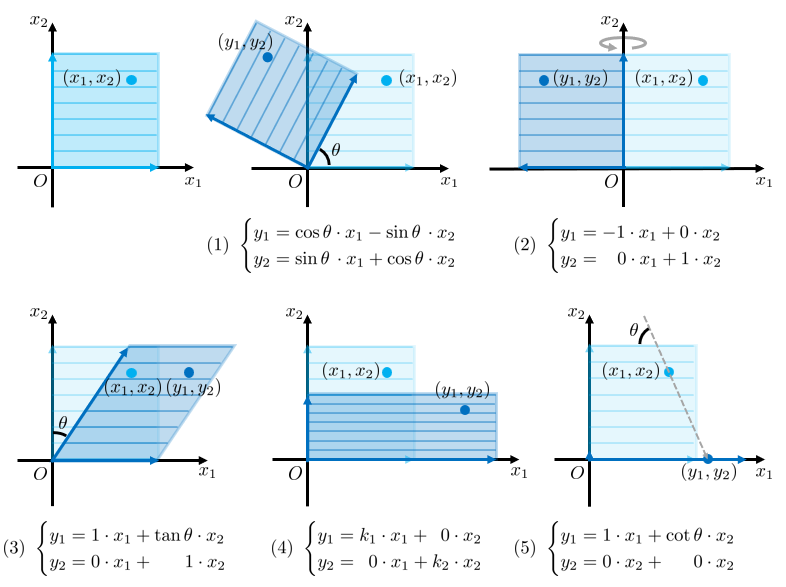 x₂
(x₁, x₂)
O
x₁
x₂
(y₁, y₂)
(x₁, x₂)
θ
O
x₁
x₂
(y₁, y₂)
(x₁, x₂)
O
x₁
(1) { y₁ = cos θ · x₁ − sin θ · x₂
y₂ = sin θ · x₁ + cos θ · x₂
(2) { y₁ = −1 · x₁ + 0 · x₂
y₂ = 0 · x₁ + 1 · x₂
x₂
(x₁, x₂) (y₁, y₂)
θ
O
x₁
x₂
(x₁, x₂)
(y₁, y₂)
O
x₁
x₂
θ
(x₁, x₂)
O
(y₁, y₂)
x₁
(3) { y₁ = 1 · x₁ + tan θ · x₂
y₂ = 0 · x₁ + 1 · x₂
(4) { y₁ = k₁ · x₁ + 0 · x₂
y₂ = 0 · x₁ + k₂ · x₂
(5) { y₁ = 1 · x₁ + cot θ · x₂
y₂ = 0 · x₂ + 0 · x₂